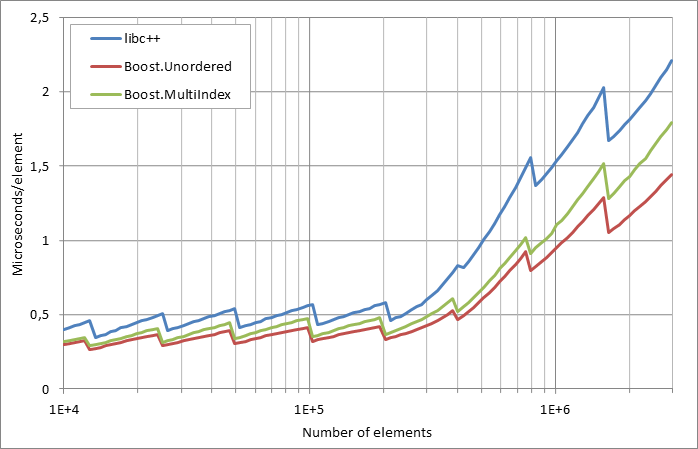 2,5
libc++
Boost.Unordered
Boost.MultiIndex
2
1,5
1
0,5
0
Microseconds/element
1E+4
1E+5
1E+6
Number of elements